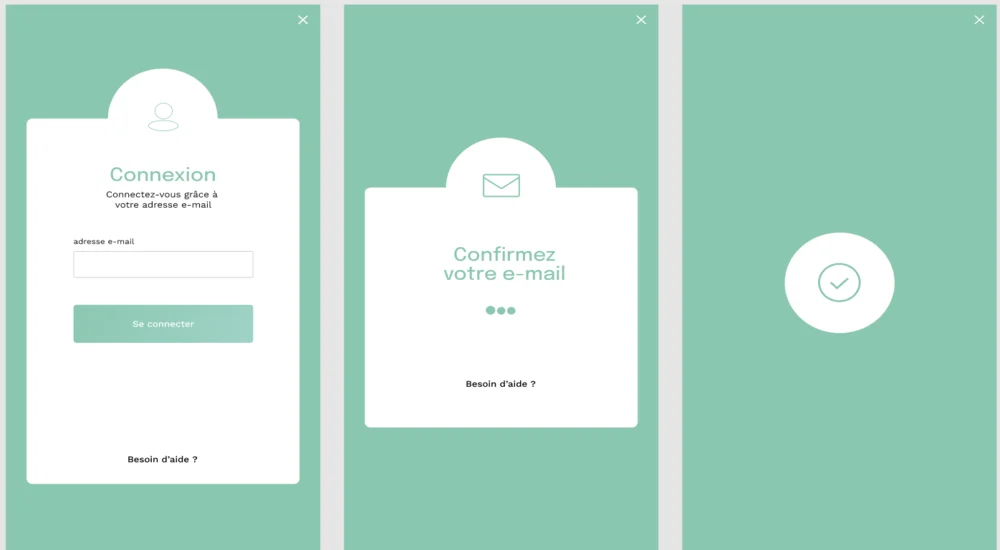 Connexion
Connectez-vous grâce à
votre adresse e-mail
adresse e-mail
Se connecter
Besoin d'aide ?
Confirmez
votre e-mail
Besoin d'aide ?